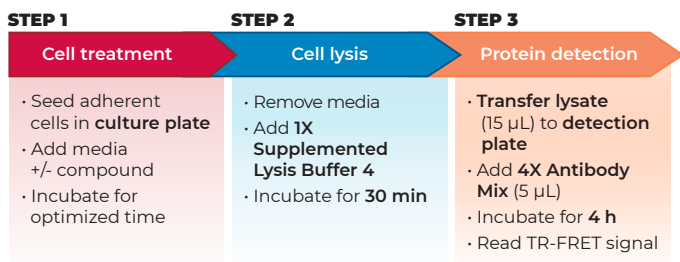 STEP 1
Cell treatment
· Seed adherent
cells in culture plate
· Add media
+/- compound
· Incubate for
optimized time
STEP 2
Cell lysis
· Remove media
· Add 1X
Supplemented
Lysis Buffer 4
· Incubate for 30 min
STEP 3
Protein detection
· Transfer lysate
(15 µL) to detection
plate
· Add 4X Antibody
Mix (5 µL)
· Incubate for 4 h
· Read TR-FRET signal